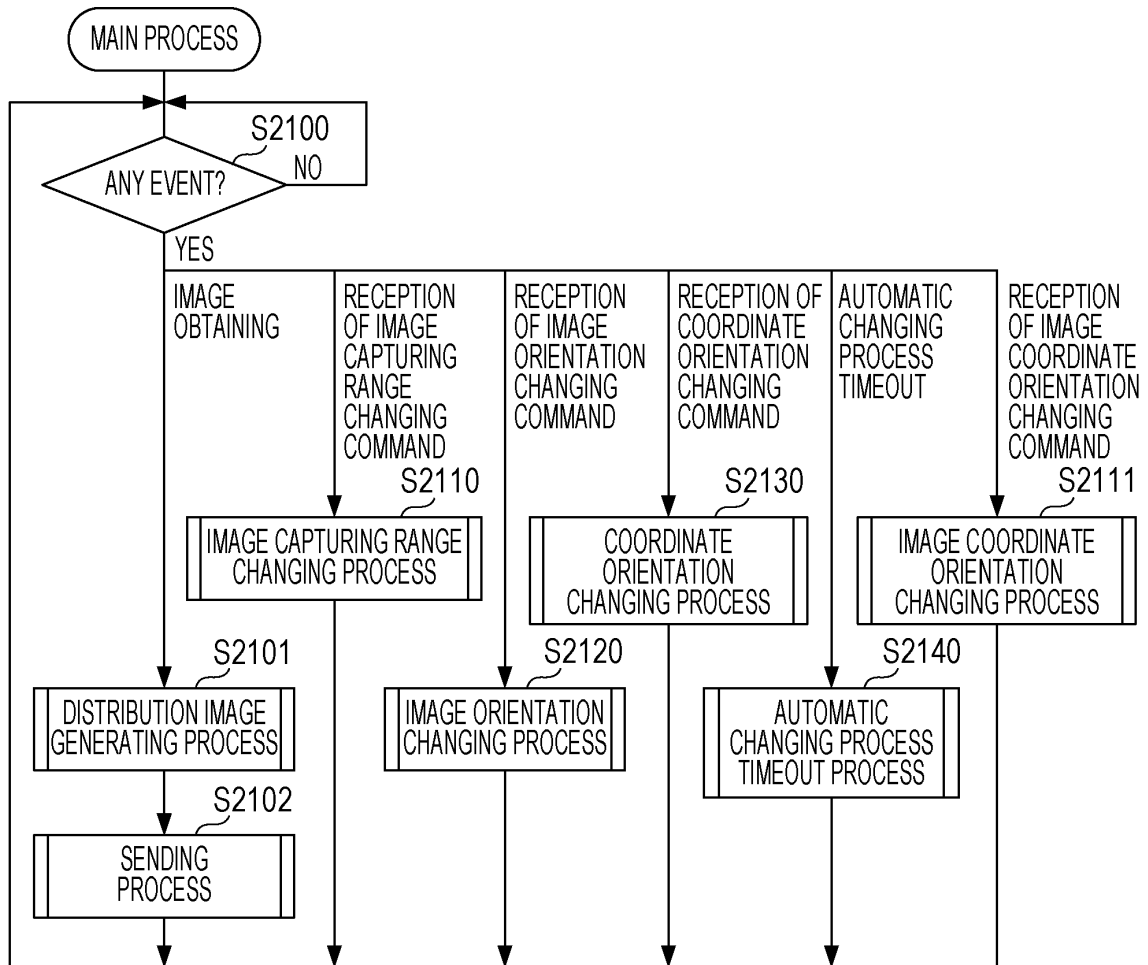 MAIN PROCESS
S2100
NO
ANY EVENT?
YES
IMAGE
OBTAINING
RECEPTION
OF IMAGE
CAPTURING
RANGE
CHANGING
COMMAND
RECEPTION
OF IMAGE
ORIENTATION
CHANGING
COMMAND
RECEPTION OF
COORDINATE
ORIENTATION
CHANGING
COMMAND
AUTOMATIC
CHANGING
PROCESS
TIMEOUT
RECEPTION
OF IMAGE
COORDINATE
ORIENTATION
CHANGING
COMMAND
S2110
IMAGE CAPTURING RANGE
CHANGING PROCESS
S2130
COORDINATE
ORIENTATION
CHANGING PROCESS
S2111
IMAGE COORDINATE
ORIENTATION
CHANGING PROCESS
S2101
DISTRIBUTION IMAGE
GENERATING PROCESS
S2120
IMAGE ORIENTATION
CHANGING PROCESS
S2140
AUTOMATIC
CHANGING PROCESS
TIMEOUT PROCESS
S2102
SENDING
PROCESS